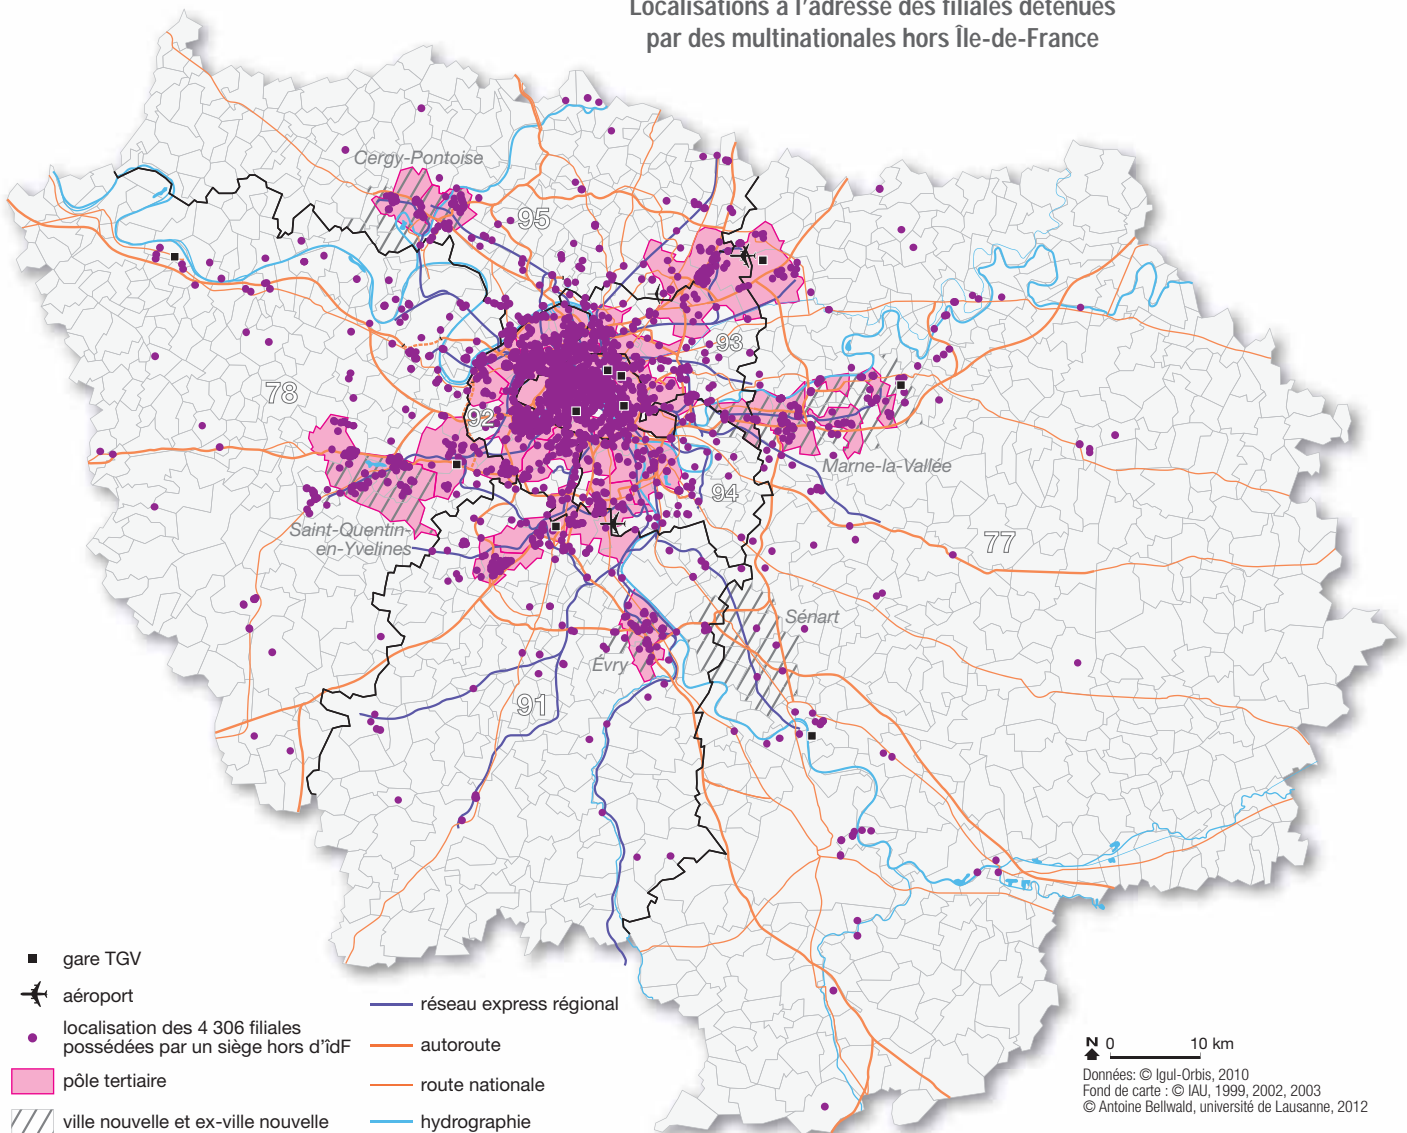 Localisations à l'adresse des filiales détenues
par des multinationales hors Île-de-France
Cergy-Pontoise
95
93
78
92
Marne-la-Vallée
94
Saint-Quentin-
en-Yvelines
77
Sénart
Évry
91
gare TGV
aéroport
localisation des 4 306 filiales
possédées par un siège hors d'îdF
pôle tertiaire
ville nouvelle et ex-ville nouvelle
réseau express régional
autoroute
route nationale
hydrographie
N 0 10 km
Données: © Igul-Orbis, 2010
Fond de carte : © IAU, 1999, 2002, 2003
© Antoine Bellwald, université de Lausanne, 2012